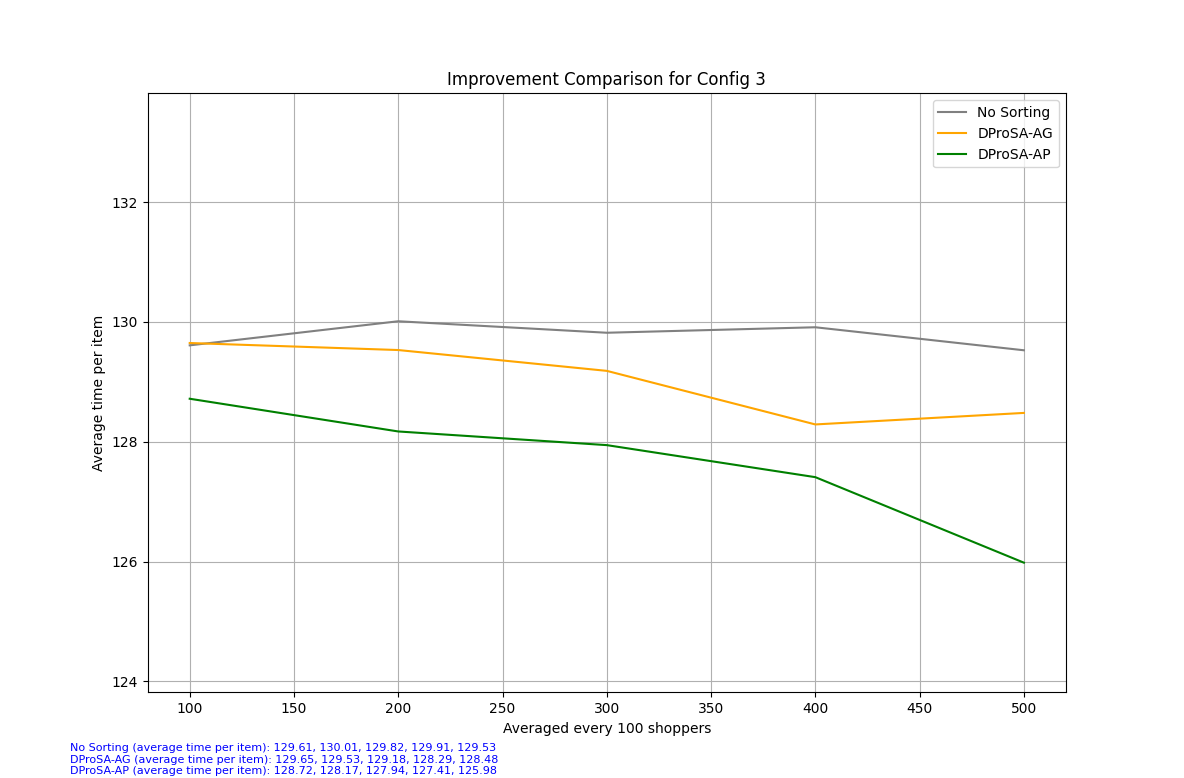 Improvement Comparison for Config 3
No Sorting
DProSA-AG
DProSA-AP
132
130
128
126
124
Average time per item
100 150 200 250 300 350 400 450 500
Averaged every 100 shoppers
No Sorting (average time per item): 129.61, 130.01, 129.82, 129.91, 129.53
DProSA-AG (average time per item): 129.65, 129.53, 129.18, 128.29, 128.48
DProSA-AP (average time per item): 128.72, 128.17, 127.94, 127.41, 125.98